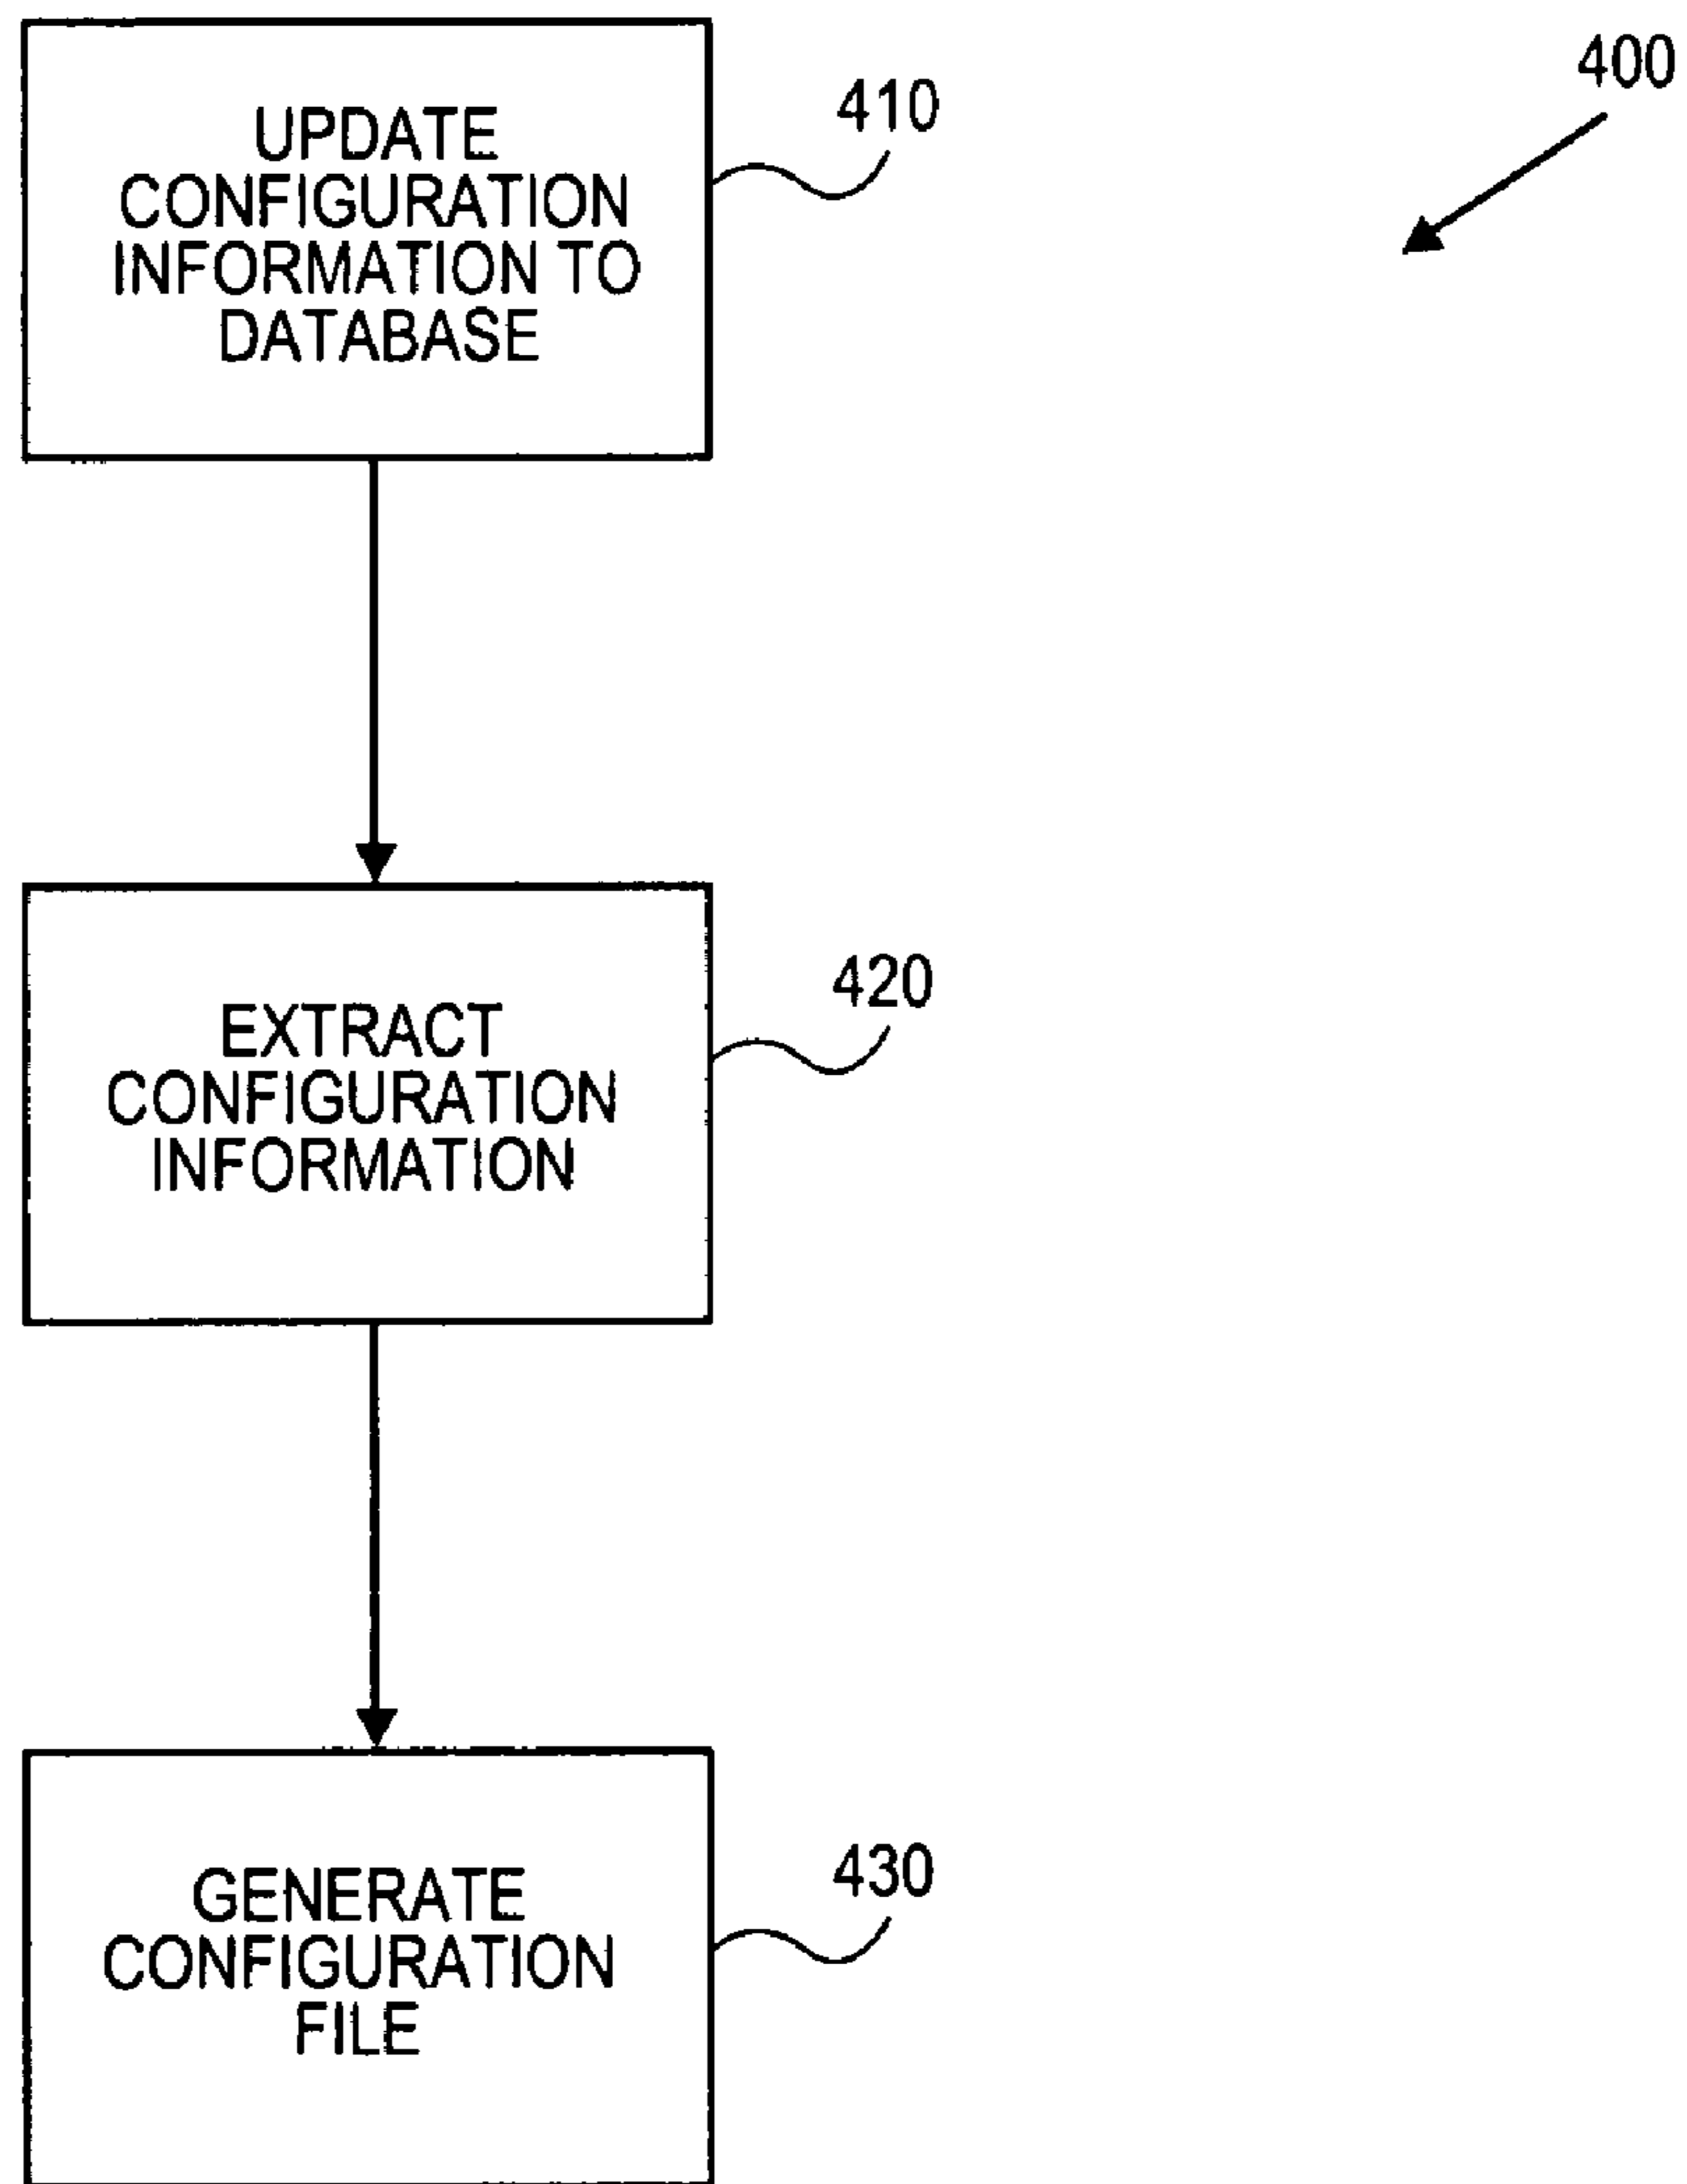 400
410
UPDATE
CONFIGURATION
INFORMATION TO
DATABASE
420
EXTRACT
CONFIGURATION
INFORMATION
430
GENERATE
CONFIGURATION
FILE